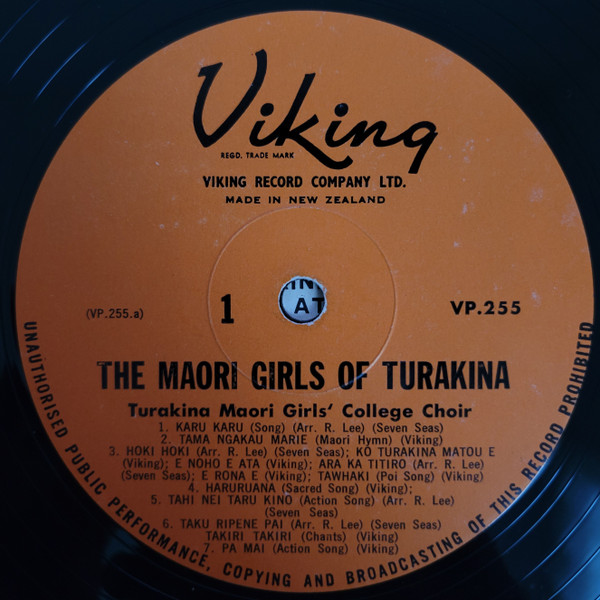 Viking
REGD. TRADE MARK
VIKING RECORD COMPANY LTD.
MADE IN NEW ZEALAND
(VP.255.a)
1
AT
VP.255
THE MAORI GIRLS OF TURAKINA
Turakina Maori Girls' College Choir
1. KARU KARU (Song) (Arr. R. Lee) (Seven Seas)
2. TAMA NGAKAU MARIE (Maori Hymn) (Viking)
3. HOKI HOKI (Arr. R. Lee) (Seven Seas); KO TURAKINA MATOU E
(Viking); E NOHO E ATA (Viking); ARA KA TITIRO (Arr. R. Lee)
(Seven Seas); E RONA E (Viking); TAWHAKI (Poi Song) (Viking)
4. HARURUANA (Sacred Song) (Viking);
5. TAHI NEI TARU KINO (Action Song) (Arr. R. Lee)
(Seven Seas)
6. TAKU RIPENE PAI (Arr. R. Lee) (Seven Seas)
TAKIRI TAKIRI (Chants) (Viking)
7. PA MAI (Action Song) (Viking)
UNAUTHORISED PUBLIC PERFORMANCE, COPYING AND BROADCASTING OF THIS RECORD PROHIBITED